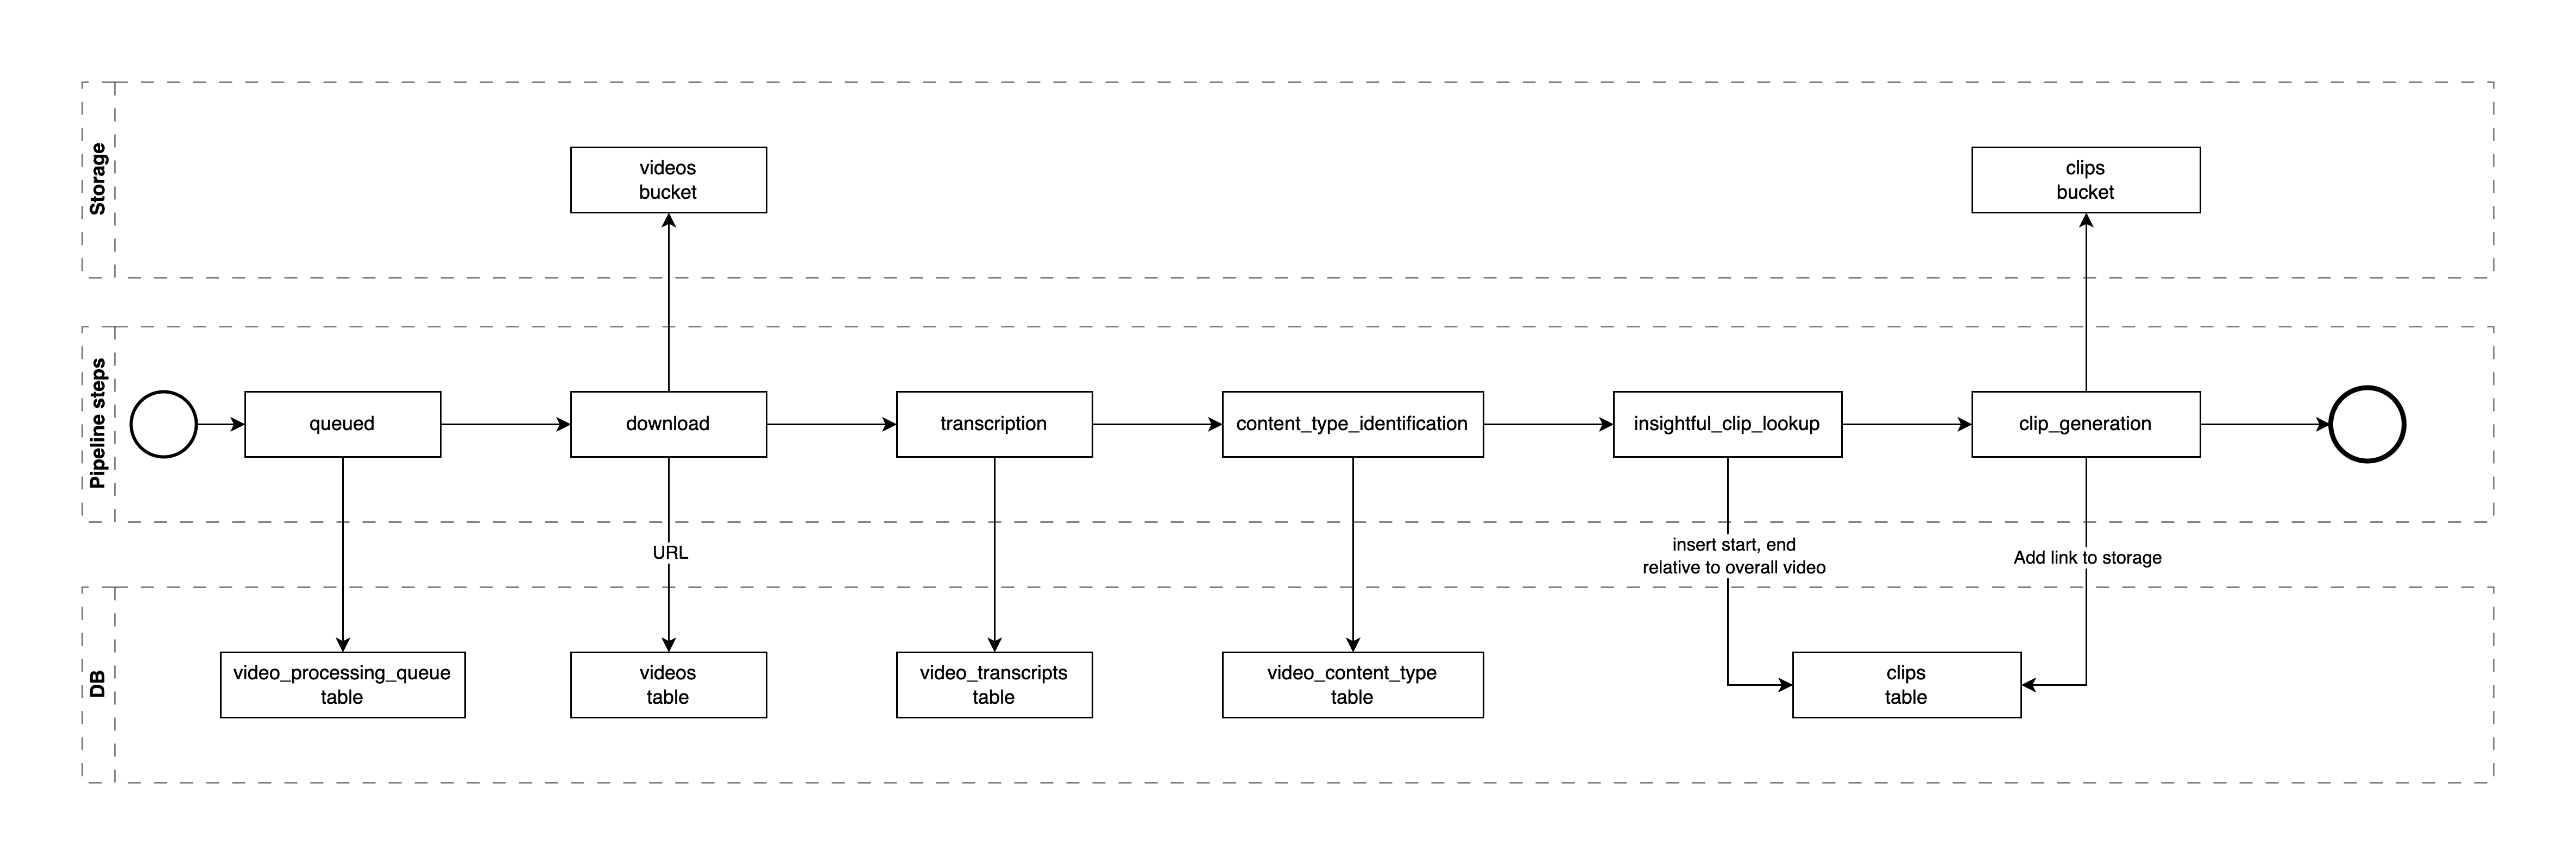 Storage
videos
bucket
clips
bucket
Pipeline steps
queued
download
transcription
content_type_identification
insightful_clip_lookup
clip_generation
URL
insert start, end
relative to overall video
Add link to storage
DB
video_processing_queue
table
videos
table
video_transcripts
table
video_content_type
table
clips
table